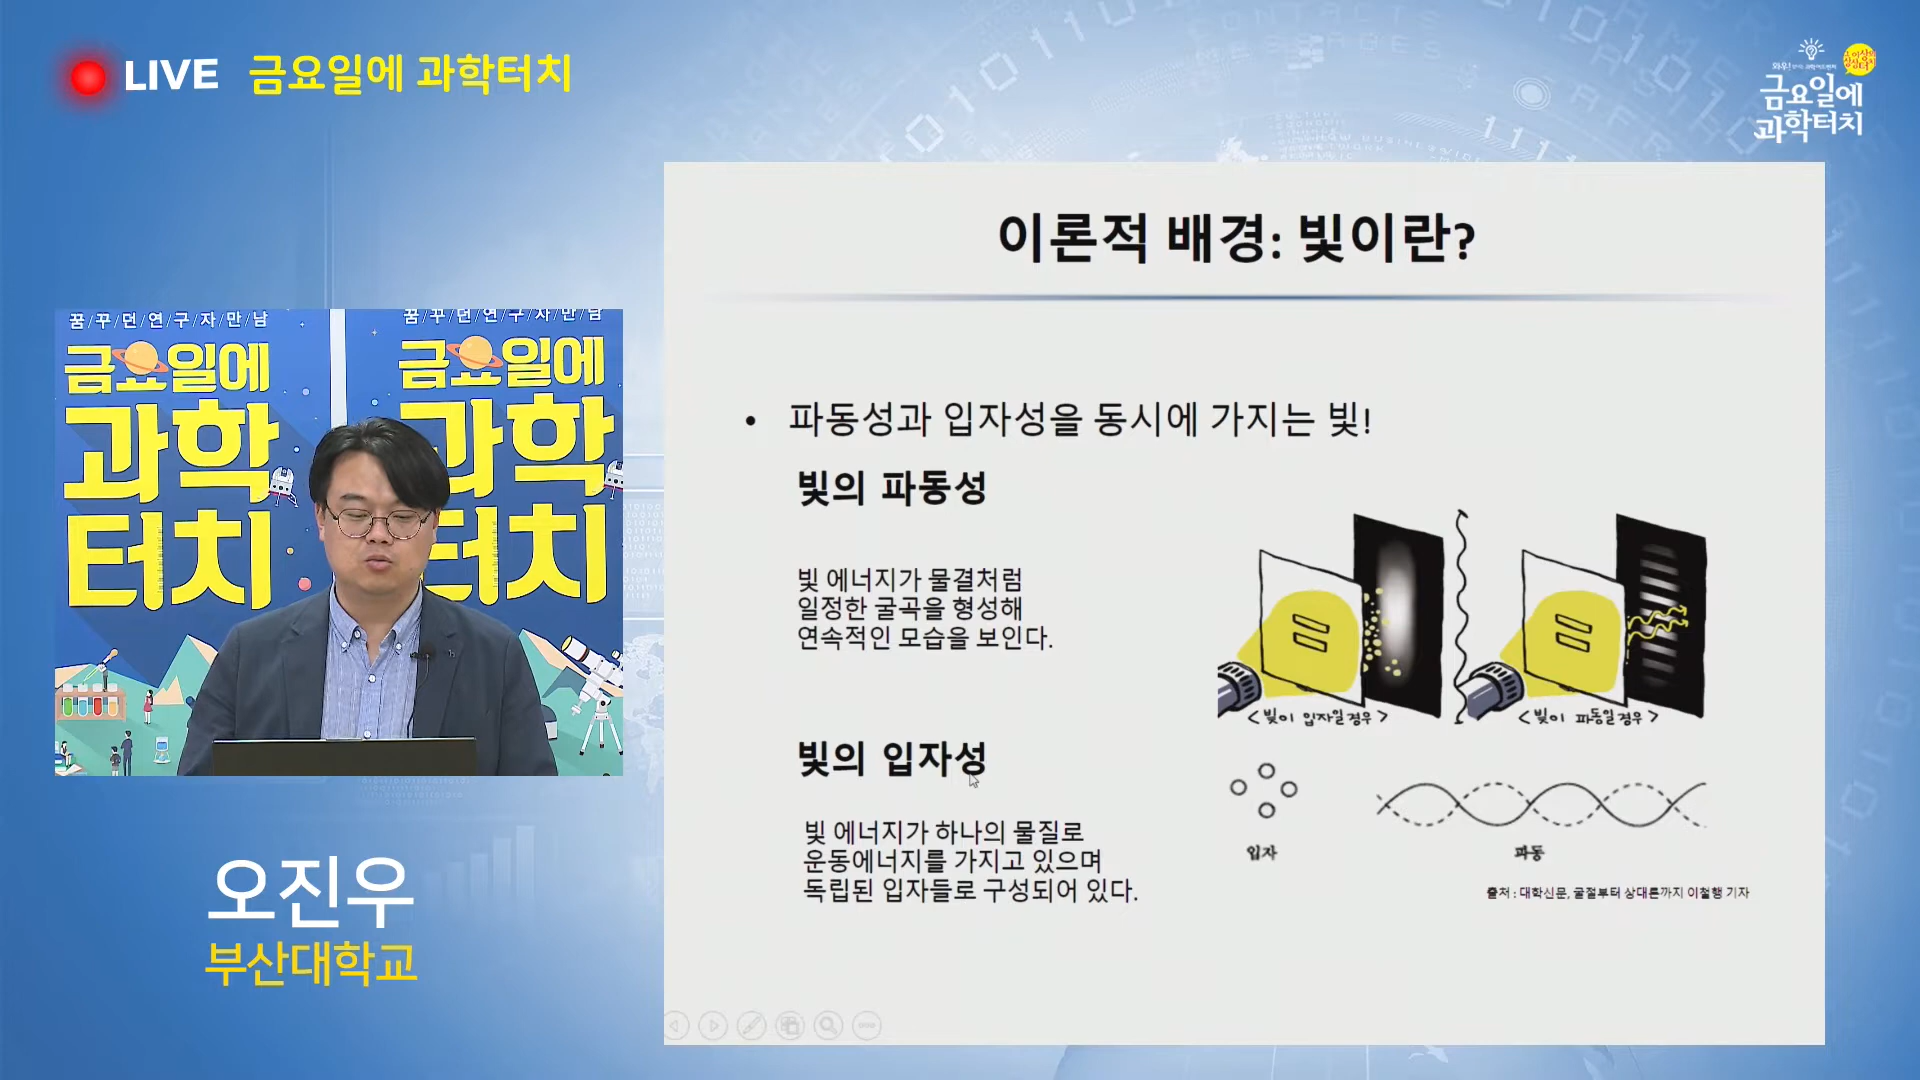 LIVE 금요일에 과학터치
금요일에
과학터치
이론적 배경: 빛이란?
꿈/꾸/던/연/구/자/만/남
금요일에
과학
터치
꿈/꾸/던/연/구/자/만/남
금요일에
과학
터치
• 파동성과 입자성을 동시에 가지는 빛!
빛의 파동성
빛 에너지가 물결처럼
일정한 굴곡을 형성해
연속적인 모습을 보인다.
<빛이 입자일경우>
<빛이 파동일경우>
빛의 입자성
빛 에너지가 하나의 물질로
운동에너지를 가지고 있으며
독립된 입자들로 구성되어 있다.
입자
파동
출처 : 대학신문, 굴절부터 상대론까지 이철행 기자
오진우
부산대학교